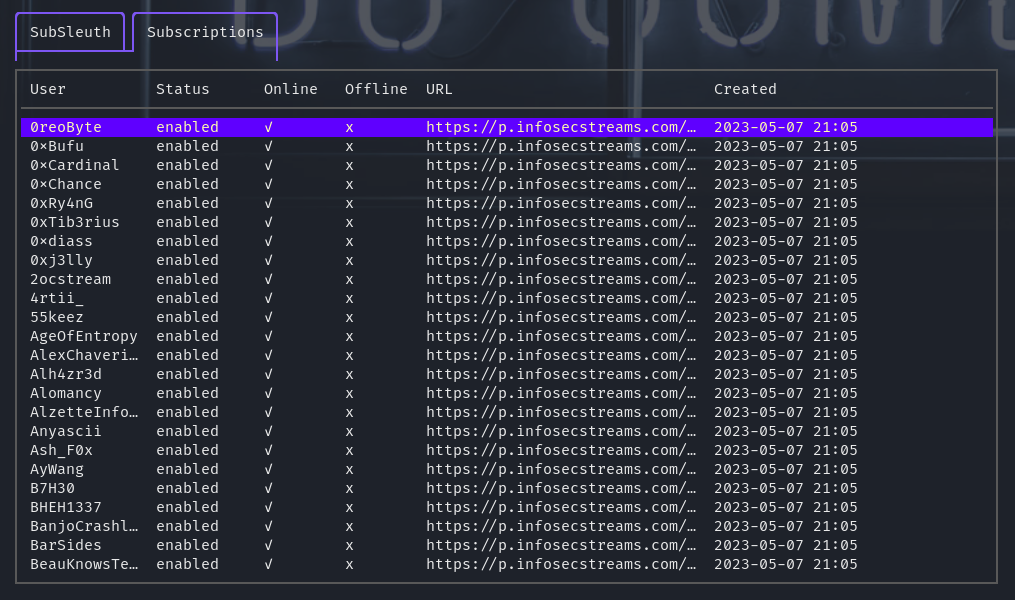 SubSleuth Subscriptions
User Status Online Offline URL Created
0reoByte enabled √ x https://p.infosecstreams.com/… 2023-05-07 21:05
0×Bufu enabled √ x https://p.infosecstreams.com/… 2023-05-07 21:05
0×Cardinal enabled √ x https://p.infosecstreams.com/… 2023-05-07 21:05
0×Chance enabled √ x https://p.infosecstreams.com/… 2023-05-07 21:05
0xRy4nG enabled √ x https://p.infosecstreams.com/… 2023-05-07 21:05
0xTib3rius enabled √ x https://p.infosecstreams.com/… 2023-05-07 21:05
0×diass enabled √ x https://p.infosecstreams.com/… 2023-05-07 21:05
0xj3lly enabled √ x https://p.infosecstreams.com/… 2023-05-07 21:05
2ocstream enabled √ x https://p.infosecstreams.com/… 2023-05-07 21:05
4rtii_ enabled √ x https://p.infosecstreams.com/… 2023-05-07 21:05
55keez enabled √ x https://p.infosecstreams.com/… 2023-05-07 21:05
AgeOfEntropy enabled √ x https://p.infosecstreams.com/… 2023-05-07 21:05
AlexChaveri… enabled √ x https://p.infosecstreams.com/… 2023-05-07 21:05
Alh4zr3d enabled √ x https://p.infosecstreams.com/… 2023-05-07 21:05
Alomancy enabled √ x https://p.infosecstreams.com/… 2023-05-07 21:05
AlzetteInfo… enabled √ x https://p.infosecstreams.com/… 2023-05-07 21:05
Anyascii enabled √ x https://p.infosecstreams.com/… 2023-05-07 21:05
Ash_F0x enabled √ x https://p.infosecstreams.com/… 2023-05-07 21:05
AyWang enabled √ x https://p.infosecstreams.com/… 2023-05-07 21:05
B7H30 enabled √ x https://p.infosecstreams.com/… 2023-05-07 21:05
BHEH1337 enabled √ x https://p.infosecstreams.com/… 2023-05-07 21:05
BanjoCrashl… enabled √ x https://p.infosecstreams.com/… 2023-05-07 21:05
BarSides enabled √ x https://p.infosecstreams.com/… 2023-05-07 21:05
BeauKnowsTe… enabled √ x https://p.infosecstreams.com/… 2023-05-07 21:05